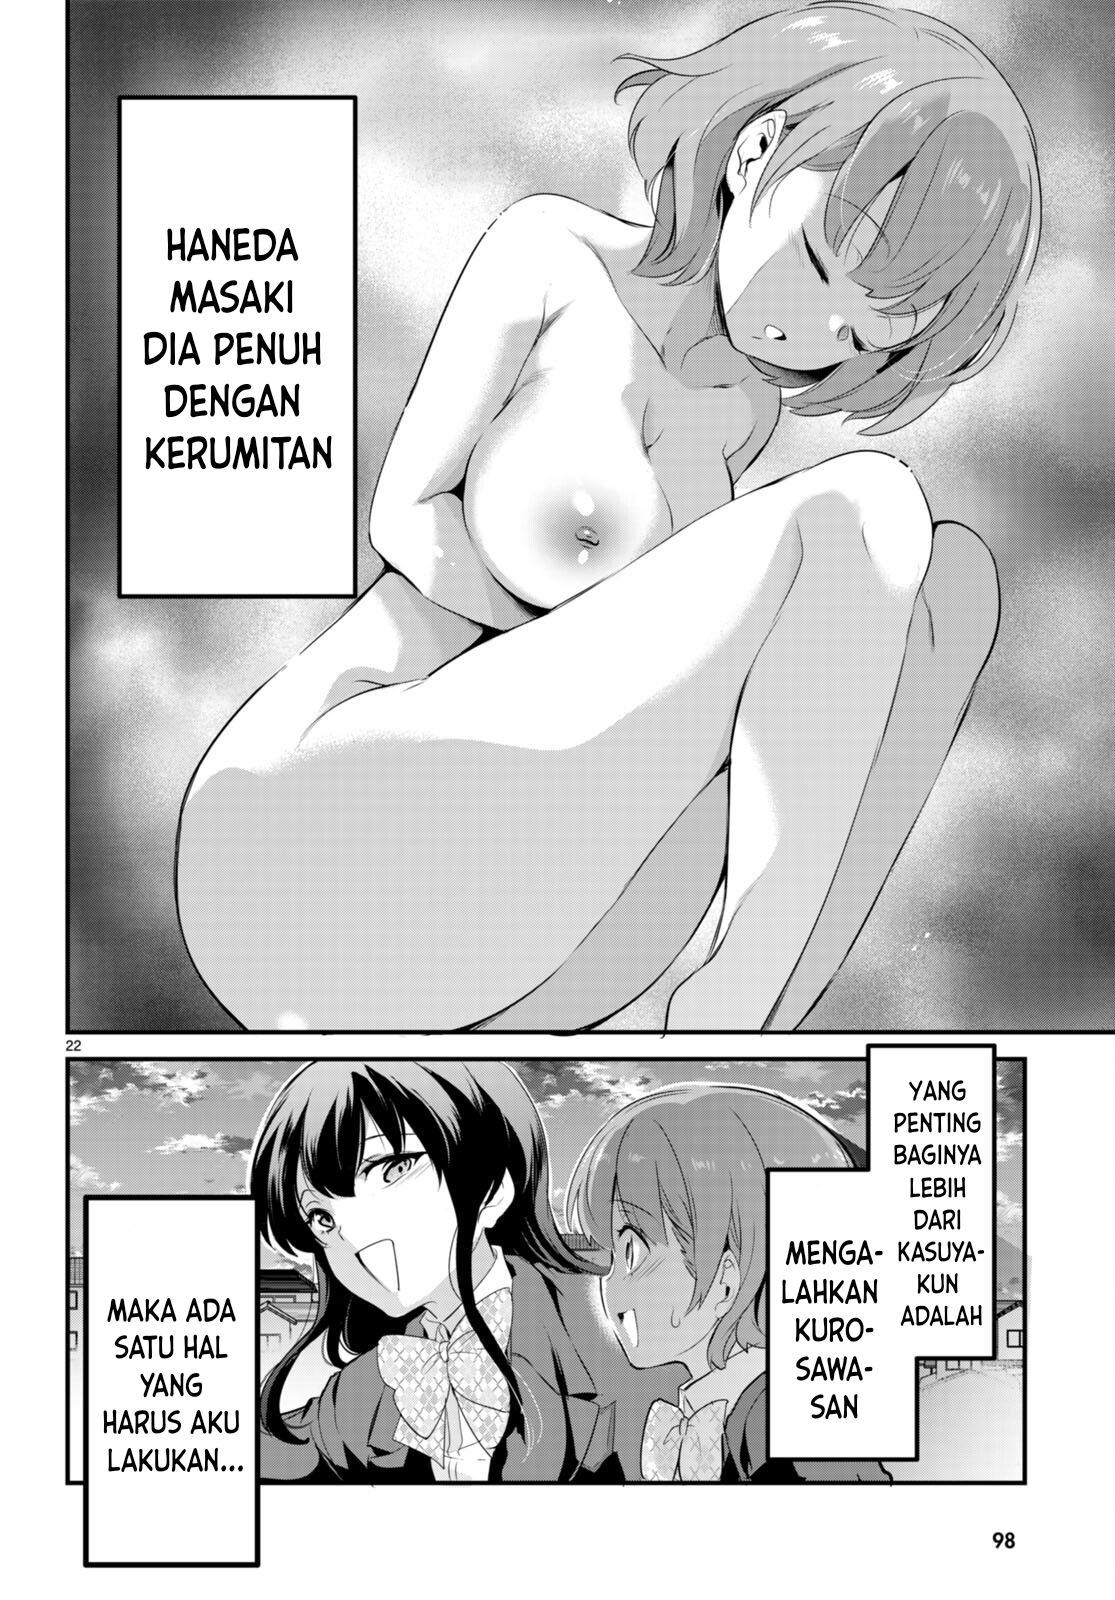 HANEDA
MASAKI
DIA PENUH
DENGAN
KERUMITAN
22
YANG
PENTING
BAGINYA
LEBIH
DARI
KASUYA-
KUN
ADALAH
MENGA-
LAHKAN
KURO-
SAWA-
SAN
MAKA ADA
SATU HAL
YANG
HARUS AKU
LAKUKAN...
98